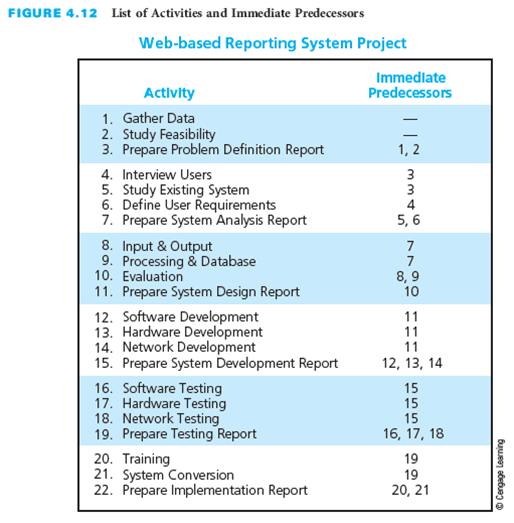 FIGURE 4.12 List of Activities and Immediate Predecessors
Web-based Reporting System Project
Activity Immediate Predecessors
1. Gather Data —
2. Study Feasibility —
3. Prepare Problem Definition Report 1, 2
4. Interview Users 3
5. Study Existing System 3
6. Define User Requirements 4
7. Prepare System Analysis Report 5, 6
8. Input & Output 7
9. Processing & Database 7
10. Evaluation 8, 9
11. Prepare System Design Report 10
12. Software Development 11
13. Hardware Development 11
14. Network Development 11
15. Prepare System Development Report 12, 13, 14
16. Software Testing 15
17. Hardware Testing 15
18. Network Testing 15
19. Prepare Testing Report 16, 17, 18
20. Training 19
21. System Conversion 19
22. Prepare Implementation Report 20, 21
© Cengage Learning